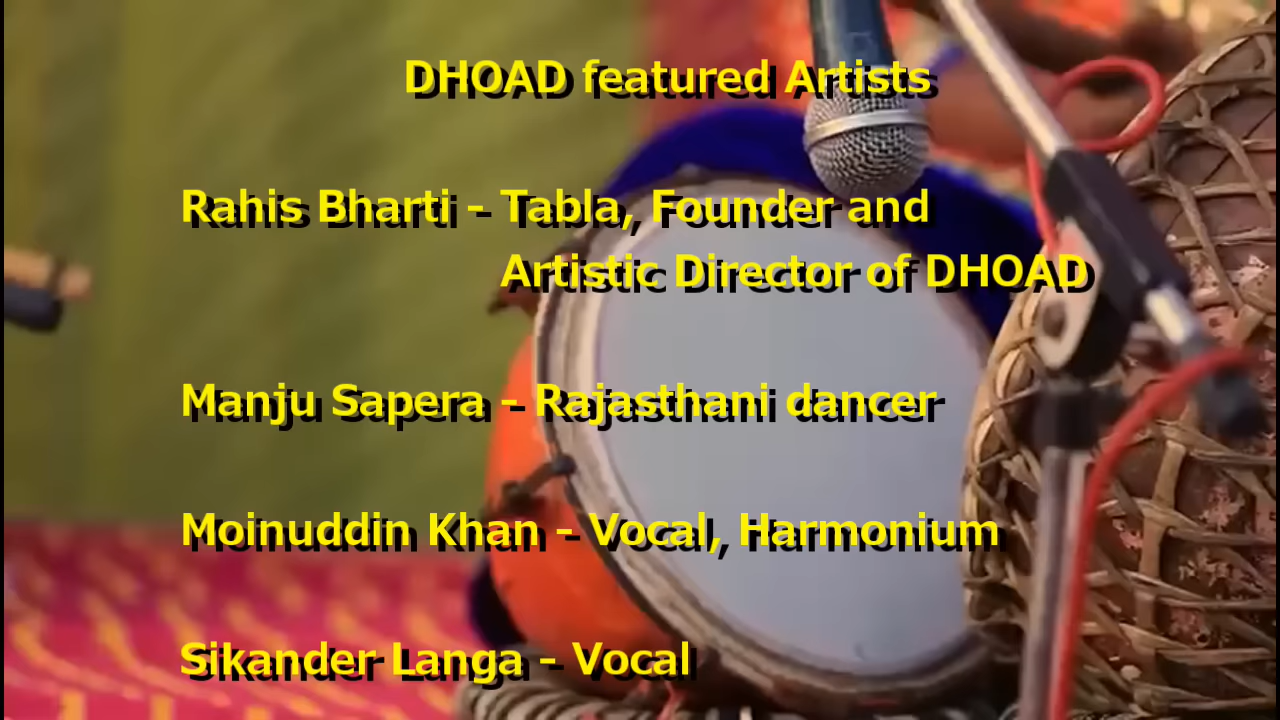 DHOAD featured Artists
Rahis Bharti – Tabla, Founder and
Artistic Director of DHOAD
Manju Sapera – Rajasthani dancer
Moinuddin Khan – Vocal, Harmonium
Sikander Langa – Vocal